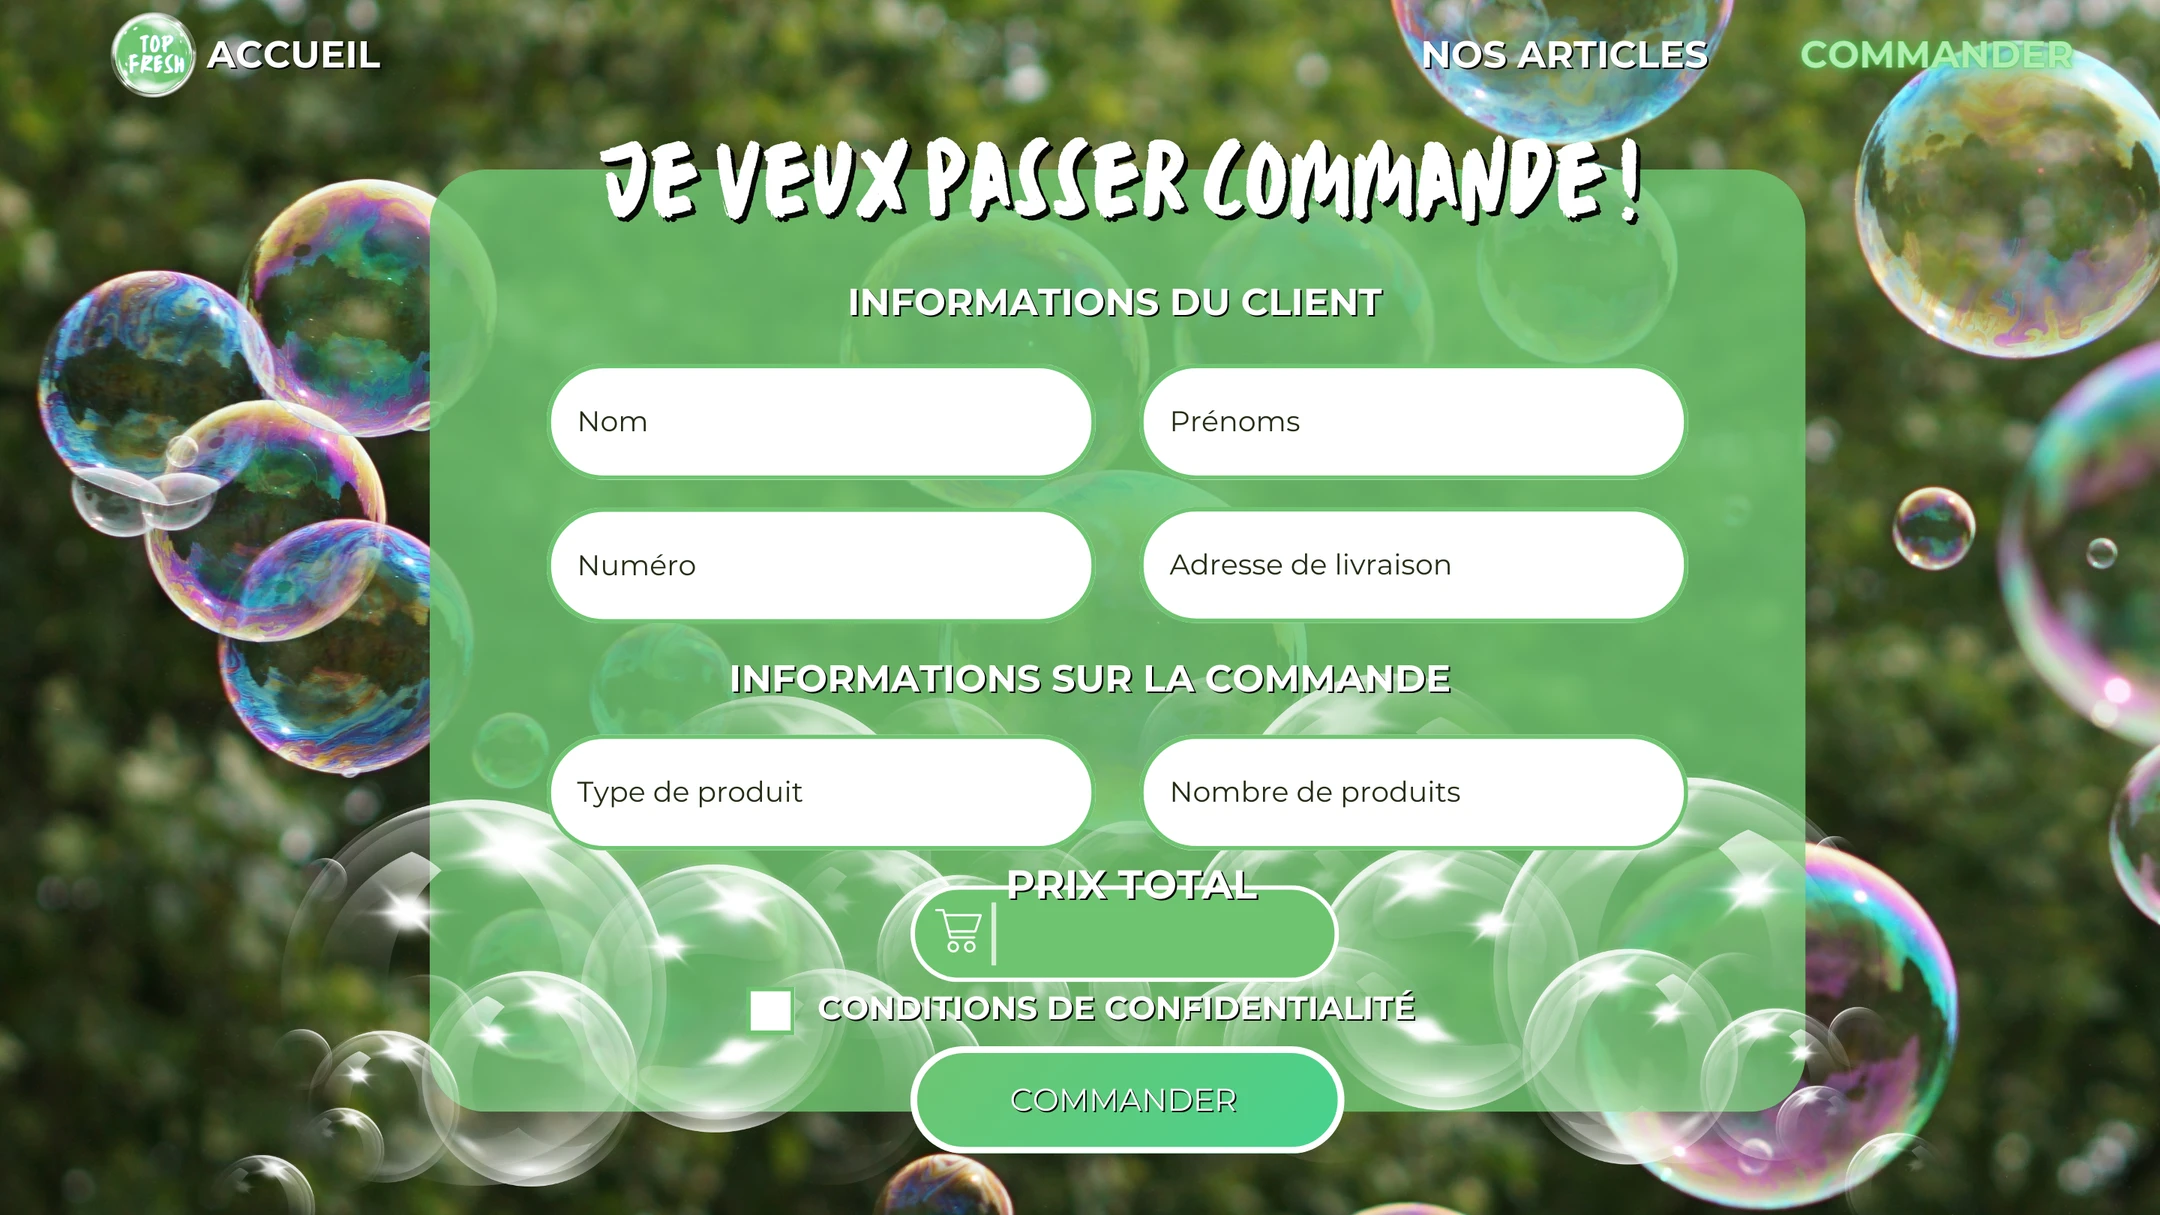 TOP
FRESH
ACCUEIL
NOS ARTICLES
COMMANDER
JE VEUX PASSER COMMANDE !
INFORMATIONS DU CLIENT
Nom
Prénoms
Numéro
Adresse de livraison
INFORMATIONS SUR LA COMMANDE
Type de produit
Nombre de produits
PRIX TOTAL
CONDITIONS DE CONFIDENTIALITÉ
COMMANDER